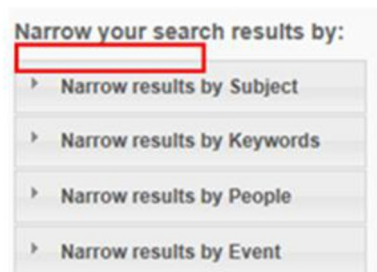 Narrow your search results by:
Narrow results by Subject
Narrow results by Keywords
Narrow results by People
Narrow results by Event